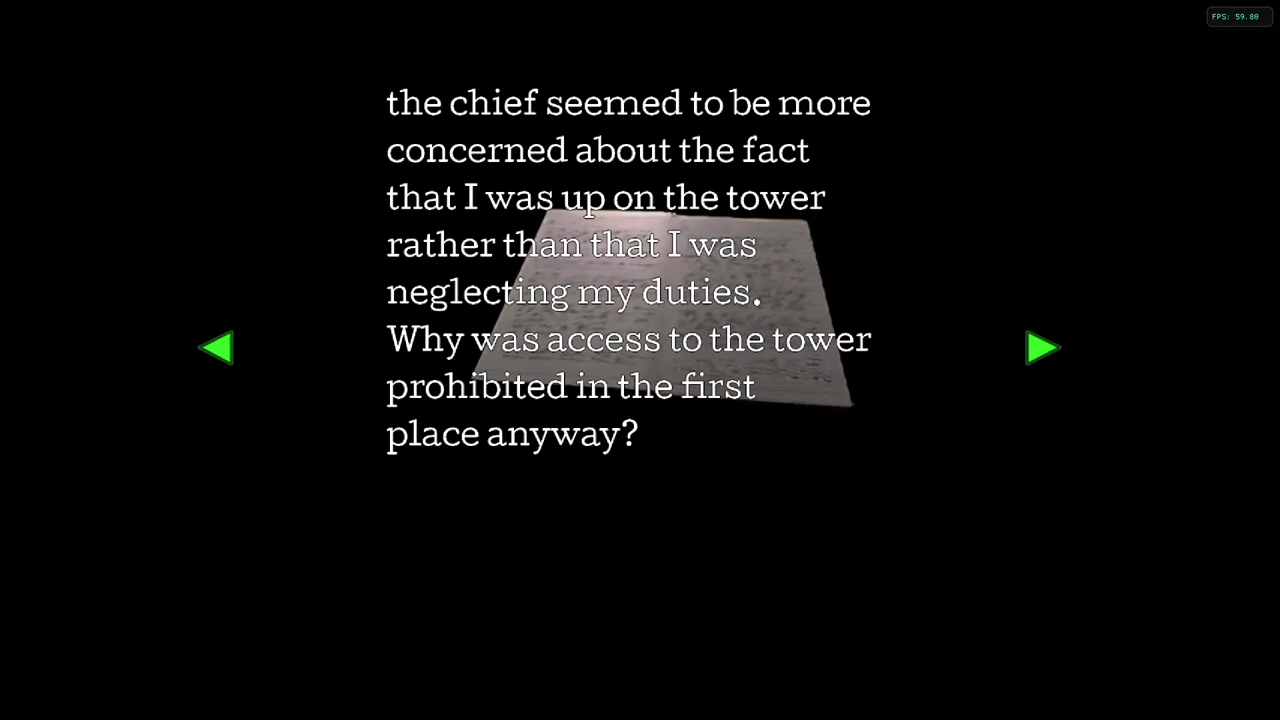 FPS: 59.80
the chief seemed to be more
concerned about the fact
that I was up on the tower
rather than that I was
neglecting my duties.
Why was access to the tower
prohibited in the first
place anyway?